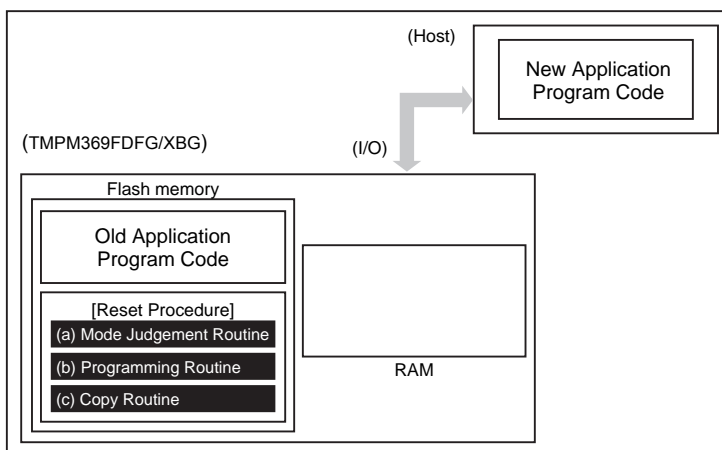 (Host)
New Application
Program Code
(I/O)
(TMPM369FDFG/XBG)
Flash memory
Old Application
Program Code
[Reset Procedure]
(a) Mode Judgement Routine
(b) Programming Routine
(c) Copy Routine
RAM